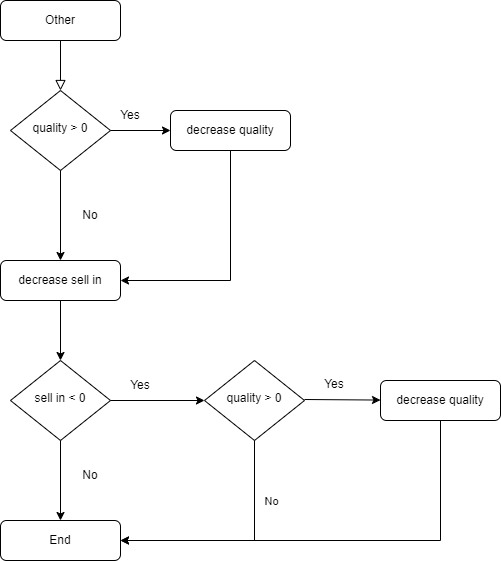 Other
Yes
quality > 0
decrease quality
No
decrease sell in
Yes
Yes
sell in < 0
quality > 0
decrease quality
No
No
End